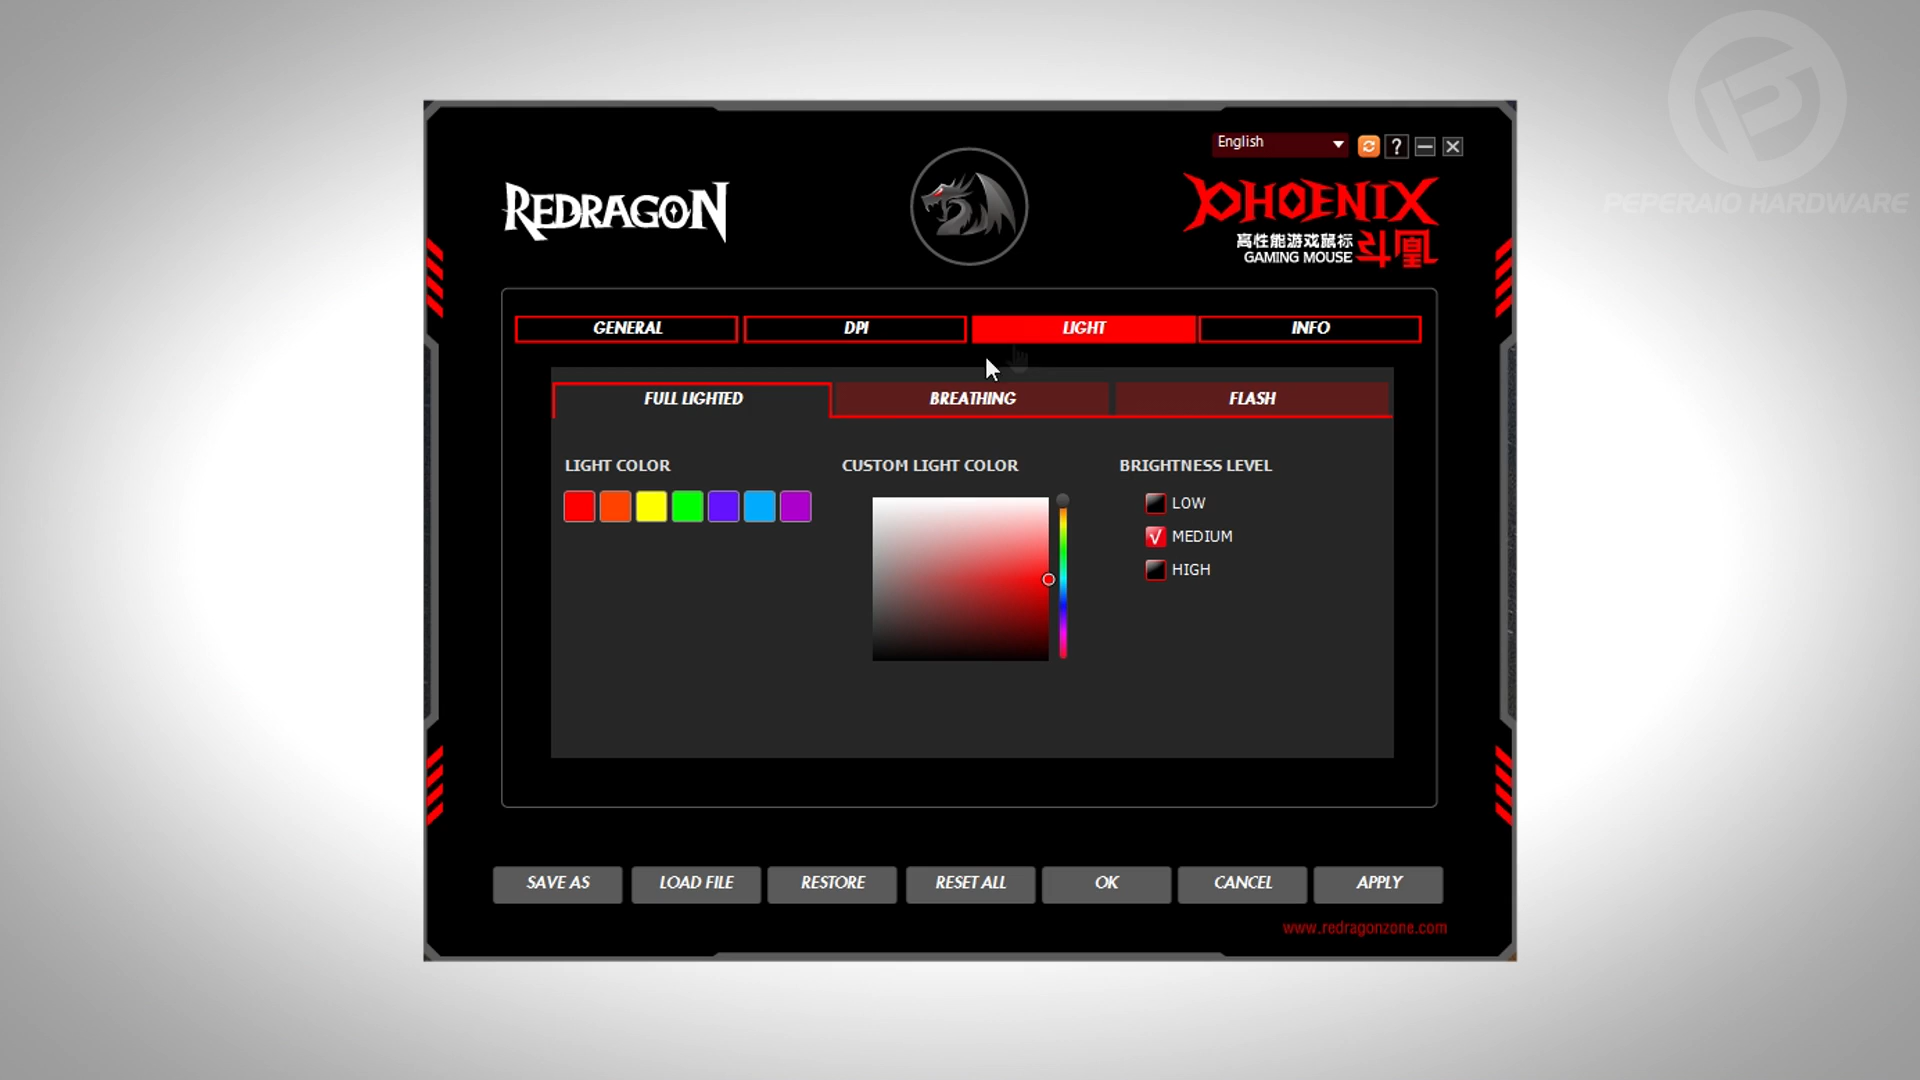 PEPERAIO HARDWARE
English
?
REDRAGON
PHOENIX
高性能游戏鼠标
GAMING MOUSE
斗凰
GENERAL
DPI
LIGHT
INFO
FULL LIGHTED
BREATHING
FLASH
LIGHT COLOR
CUSTOM LIGHT COLOR
BRIGHTNESS LEVEL
LOW
MEDIUM
HIGH
SAVE AS
LOAD FILE
RESTORE
RESET ALL
OK
CANCEL
APPLY
www.redragonzone.com